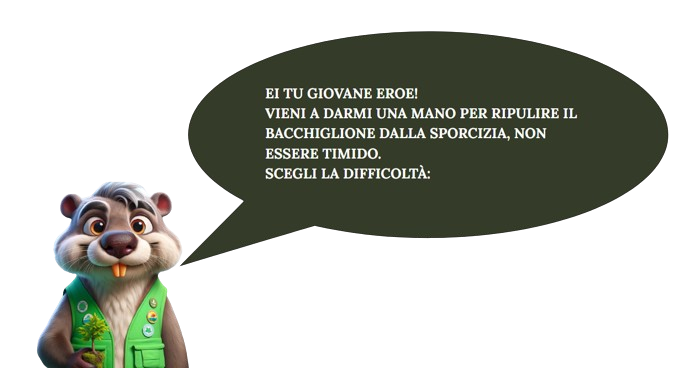 EI TU GIOVANE EROE!
VIENI A DARMI UNA MANO PER RIPULIRE IL
BACCHIGLIONE DALLA SPORCIZIA, NON
ESSERE TIMIDO.
SCEGLI LA DIFFICOLTÀ: